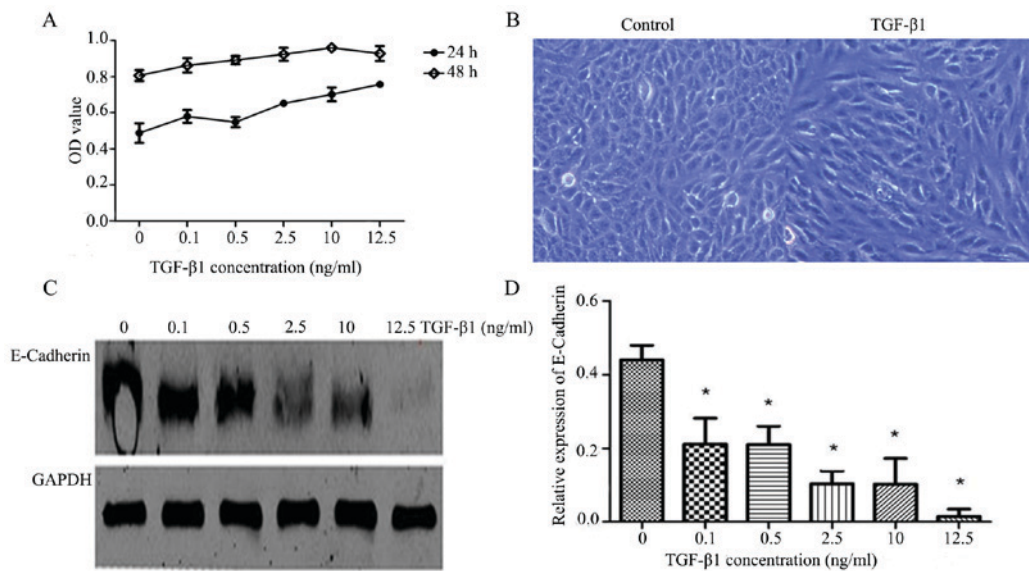 A
1.0
0.8
0.6
0.4
0.2
0.0
OD value
24 h
48 h
0 0.1 0.5 2.5 10 12.5
TGF-β1 concentration (ng/ml)
B
Control TGF-β1
C
0 0.1 0.5 2.5 10 12.5 TGF-β1 (ng/ml)
E-Cadherin
GAPDH
D
Relative expression of E-Cadherin
0.6
0.4
0.2
0.0
* * * * *
0 0.1 0.5 2.5 10 12.5
TGF-β1 concentration (ng/ml)